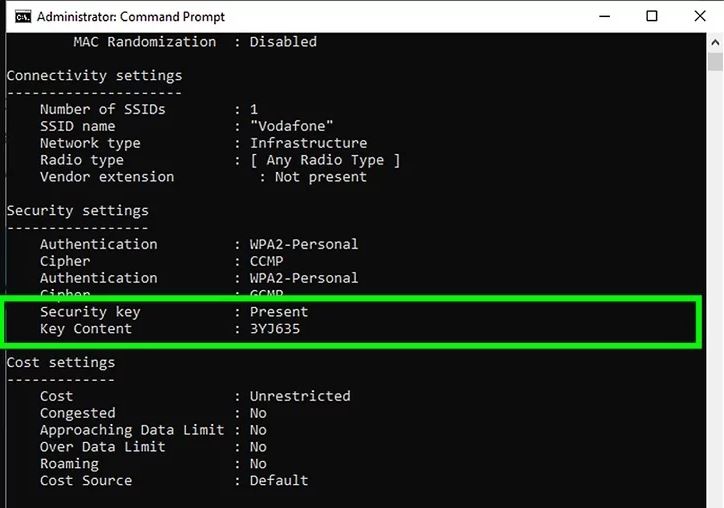 Administrator: Command Prompt
MAC Randomization : Disabled
Connectivity settings
---------------------
Number of SSIDs : 1
SSID name : "Vodafone"
Network type : Infrastructure
Radio type : [ Any Radio Type ]
Vendor extension : Not present
Security settings
-----------------
Authentication : WPA2-Personal
Cipher : CCMP
Authentication : WPA2-Personal
Cipher : GCMP
Security key : Present
Key Content : 3YJ635
Cost settings
-------------
Cost : Unrestricted
Congested : No
Approaching Data Limit : No
Over Data Limit : No
Roaming : No
Cost Source : Default